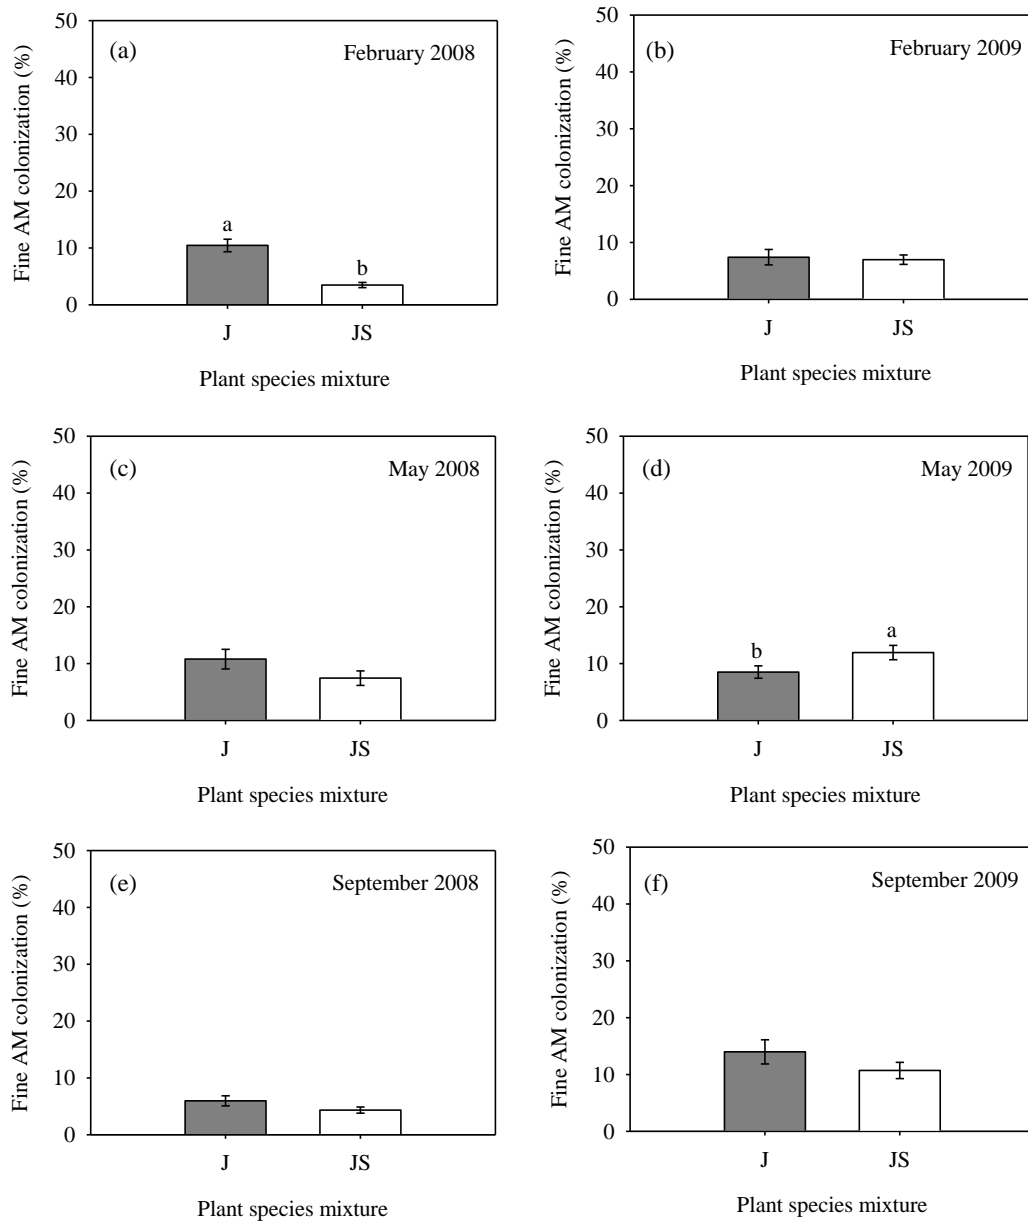 Fine AM colonization (%)
50
40
30
20
10
0
(a)
February 2008
a
b
J JS
Plant species mixture
Fine AM colonization (%)
50
40
30
20
10
0
(b)
February 2009
J JS
Plant species mixture
Fine AM colonization (%)
50
40
30
20
10
0
(c)
May 2008
J JS
Plant species mixture
Fine AM colonization (%)
50
40
30
20
10
0
(d)
May 2009
b
a
J JS
Plant species mixture
Fine AM colonization (%)
50
40
30
20
10
0
(e)
September 2008
J JS
Plant species mixture
Fine AM colonization (%)
50
40
30
20
10
0
(f)
September 2009
J JS
Plant species mixture